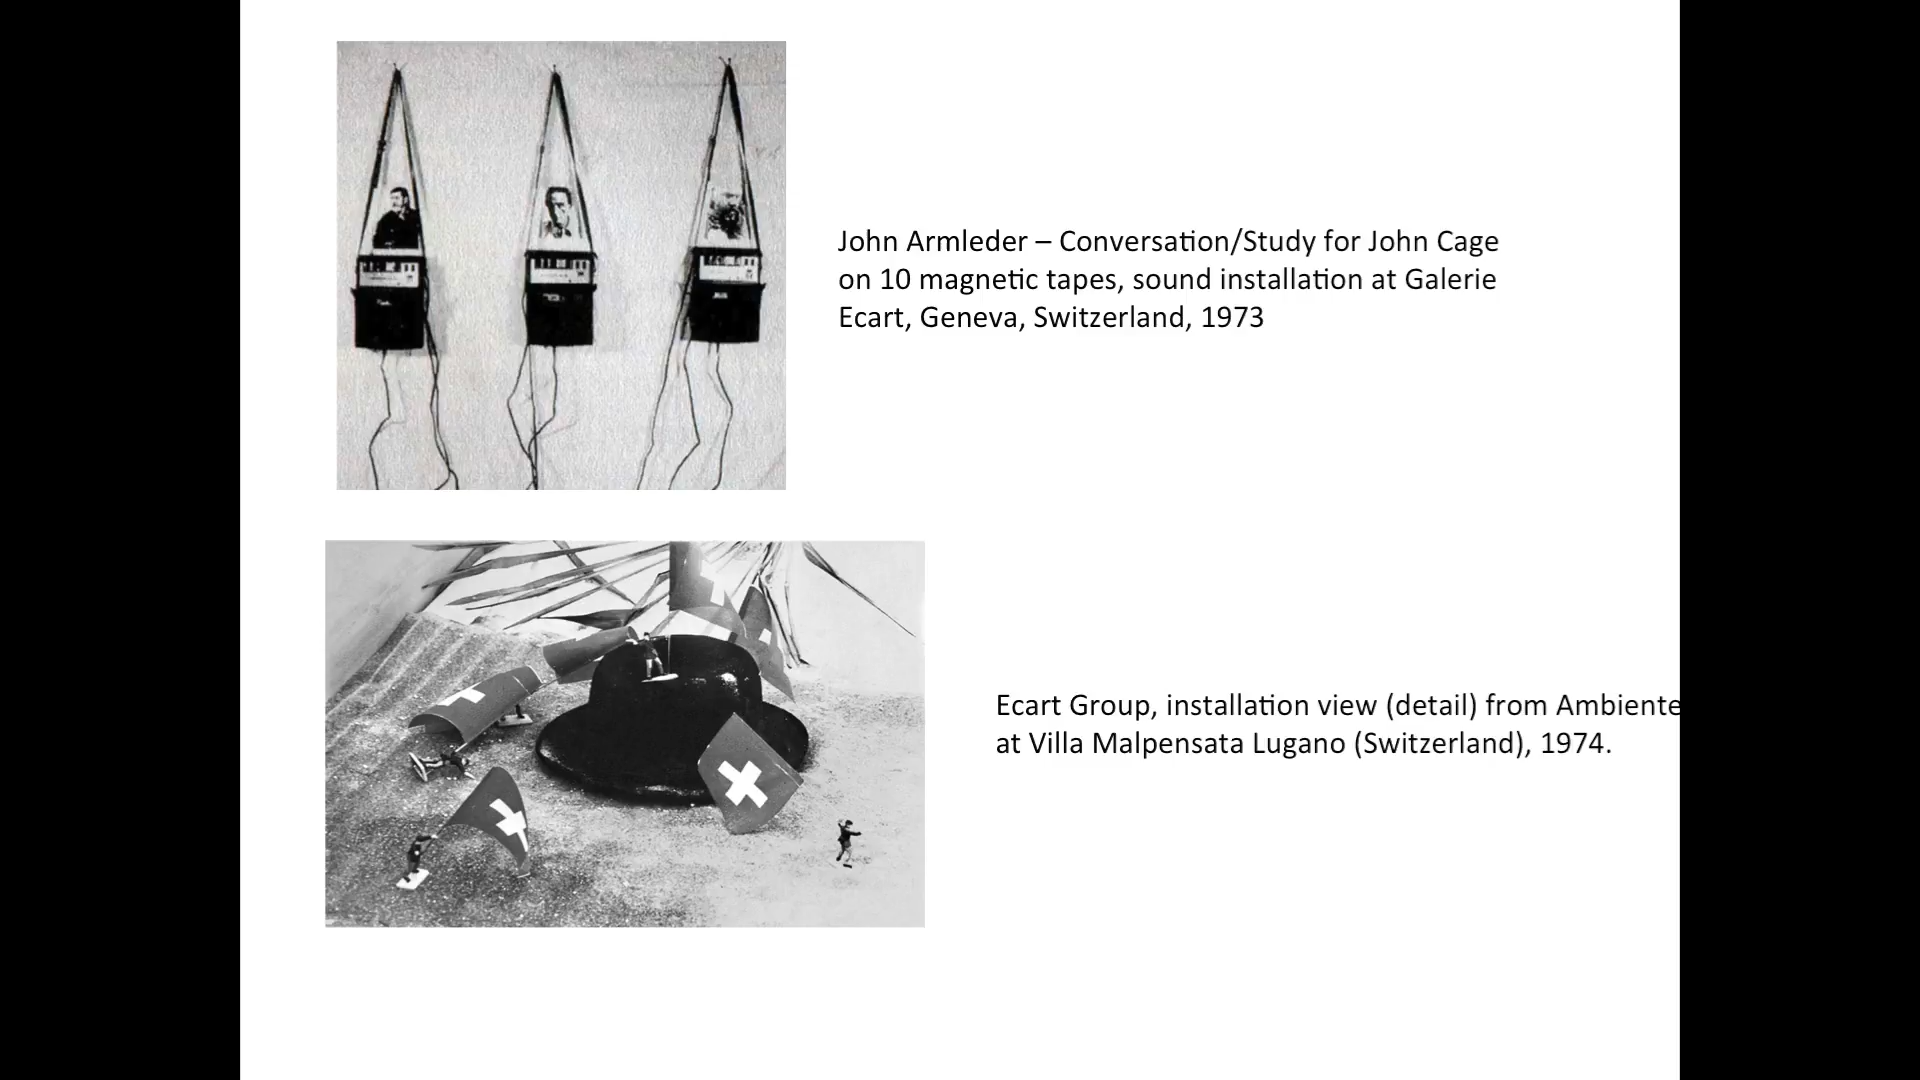 John Armleder – Conversation/Study for John Cage
on 10 magnetic tapes, sound installation at Galerie
Ecart, Geneva, Switzerland, 1973
Ecart Group, installation view (detail) from Ambiente
at Villa Malpensata Lugano (Switzerland), 1974.